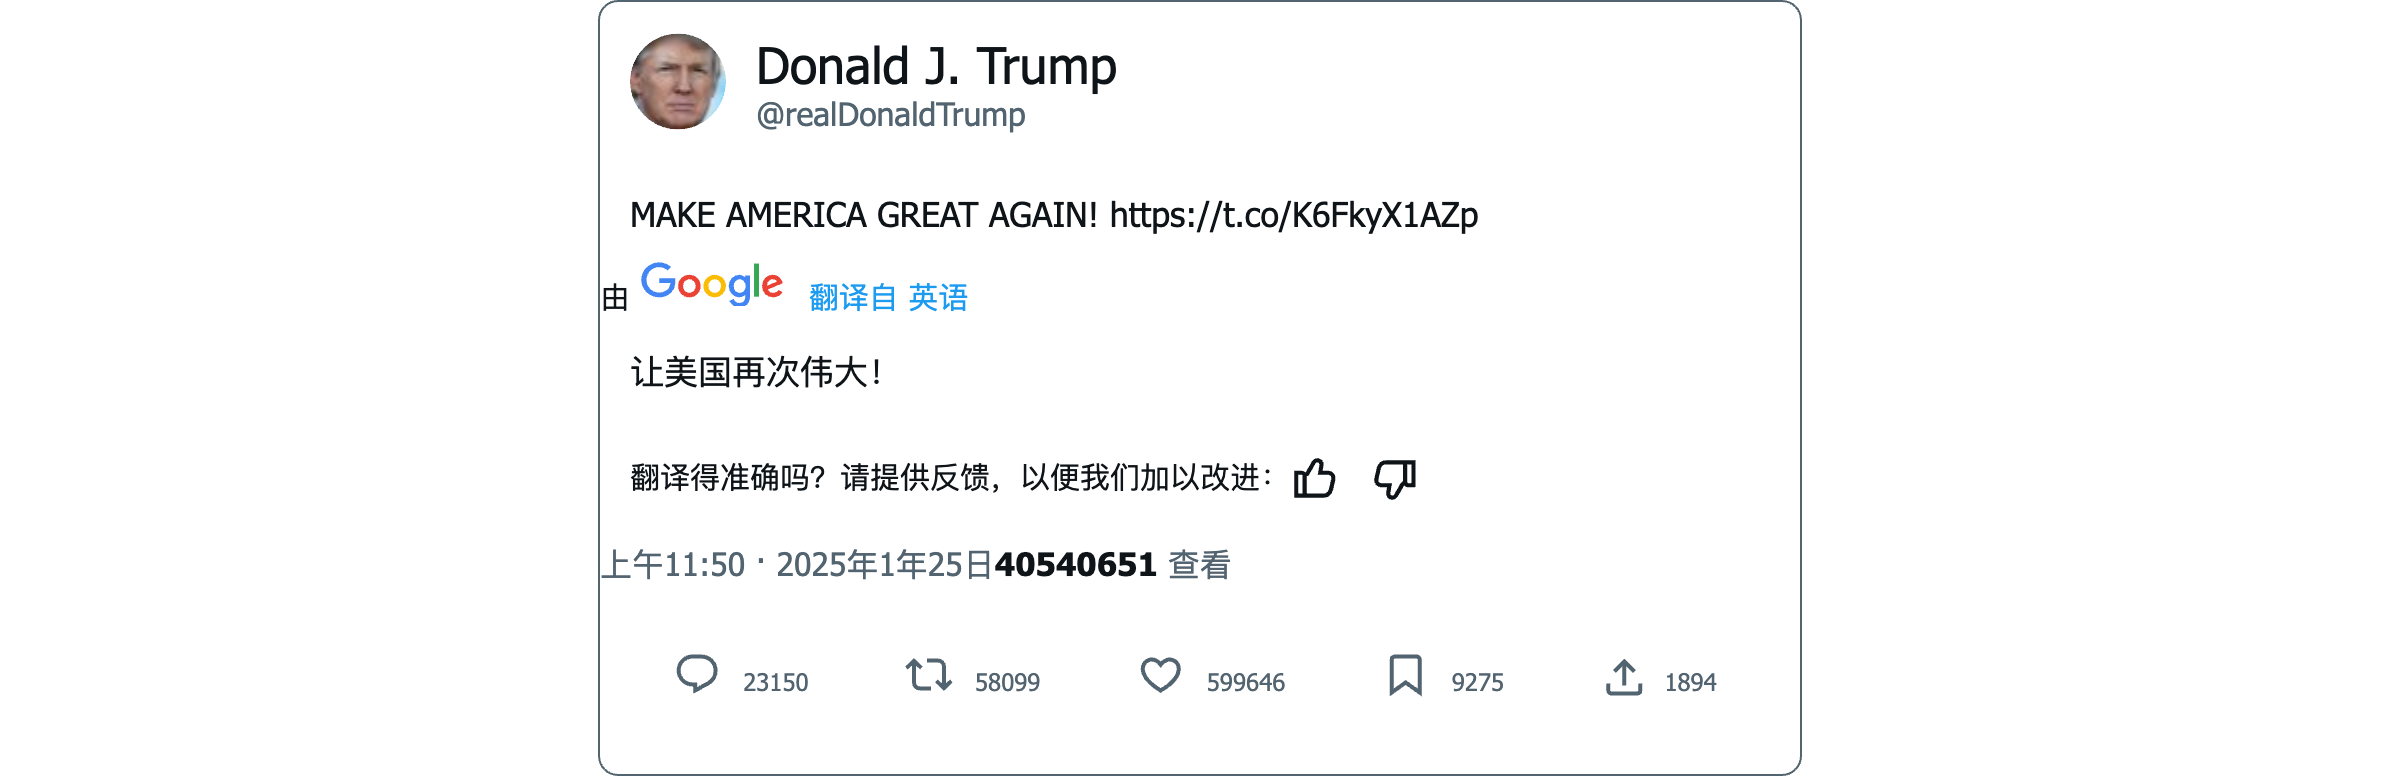 Donald J. Trump
@realDonaldTrump
MAKE AMERICA GREAT AGAIN! https://t.co/K6FkyX1AZp
由 Google 翻译自 英语
让美国再次伟大！
翻译得准确吗？请提供反馈，以便我们加以改进：
上午11:50 · 2025年1年25日40540651 查看
23150 58099 599646 9275 1894